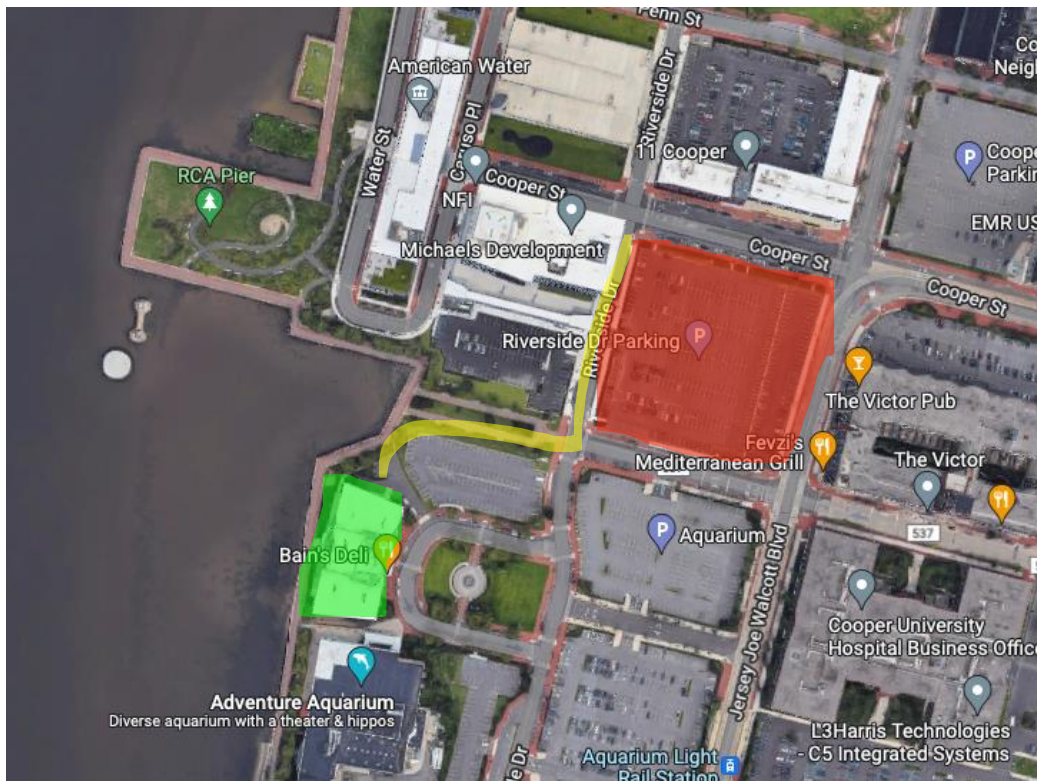 Penn St
Co
Neigh
American Water
Riverside Dr
Water St
Caruso Pl
11 Cooper
Coope
Parkin
RCA Pier
NFI
Cooper St
EMR US
Michaels Development
Cooper St
Cooper St
Riverside Dr
Riverside Dr Parking
The Victor Pub
Fevzi's
Mediterranean Grill
The Victor
537
Aquarium
Bain's Deli
Jersey Joe Walcott Blvd
Cooper University
Hospital Business Office
Adventure Aquarium
Diverse aquarium with a theater & hippos
L3Harris Technologies
- C5 Integrated Systems
Aquarium Light
Rail Station
e Dr